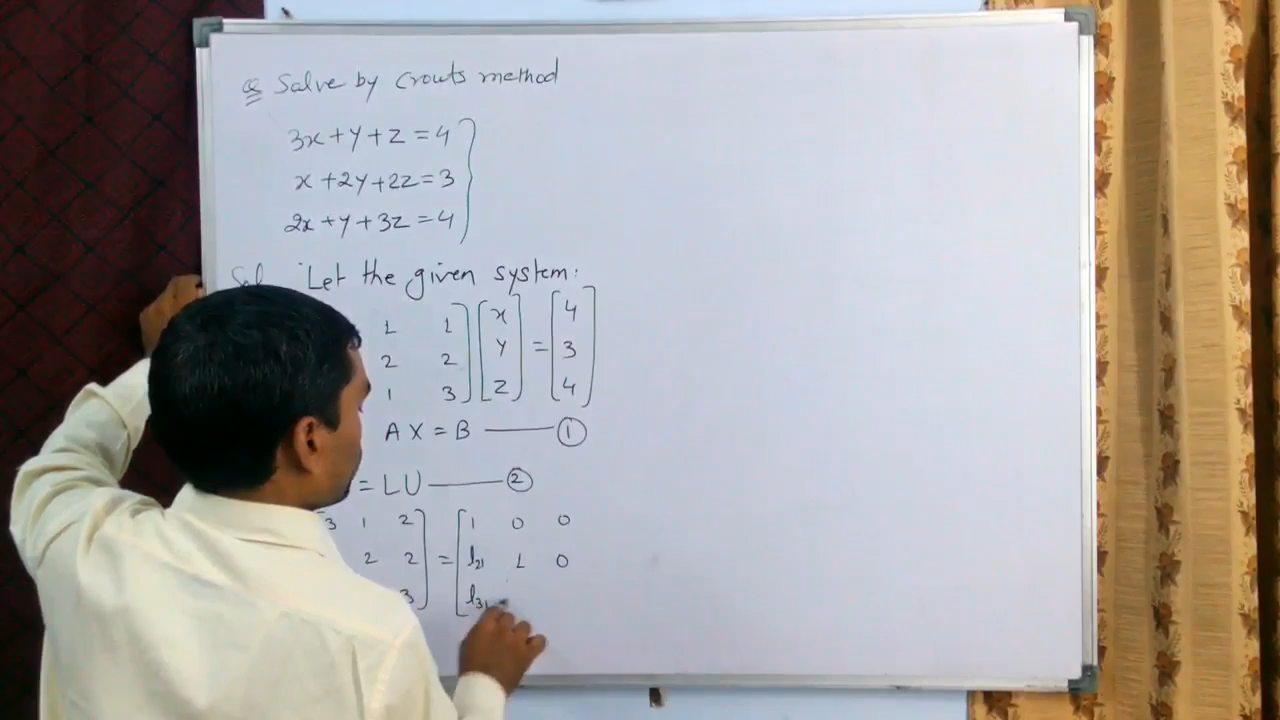 Q Solve by Crouts method
3x + y + z = 4
x + 2y + 2z = 3
2x + y + 3z = 4
Sol Let the given system:
1 1 x 4
2 2 y = 3
1 3 z 4
AX = B ——— ①
= LU ——— ②
3 1 2 = 1 0 0
2 2 l21 1 0
3 l31